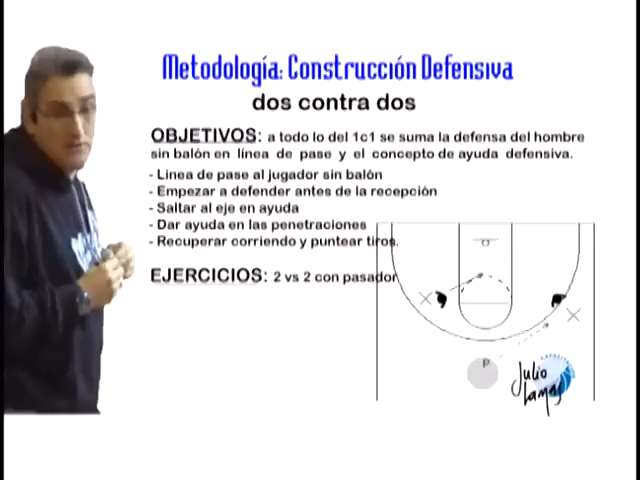 Metodología: Construcción Defensiva
dos contra dos
OBJETIVOS: a todo lo del 1c1 se suma la defensa del hombre
sin balón en línea de pase y el concepto de ayuda defensiva.
- Linea de pase al jugador sin balón
- Empezar a defender antes de la recepción
- Saltar al eje en ayuda
- Dar ayuda en las penetraciones
- Recuperar corriendo y puntear tiros.
EJERCICIOS: 2 vs 2 con pasador
X
X
P
Julio
Lamas